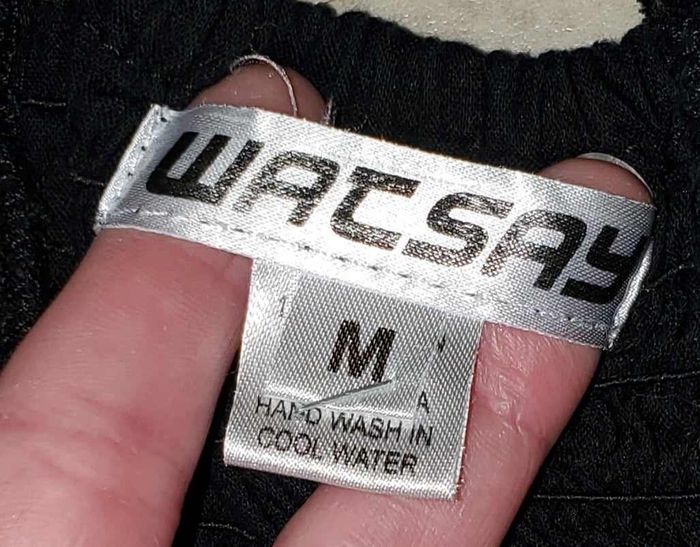 WATSAY
M
A
HAND WASH IN
COOL WATER